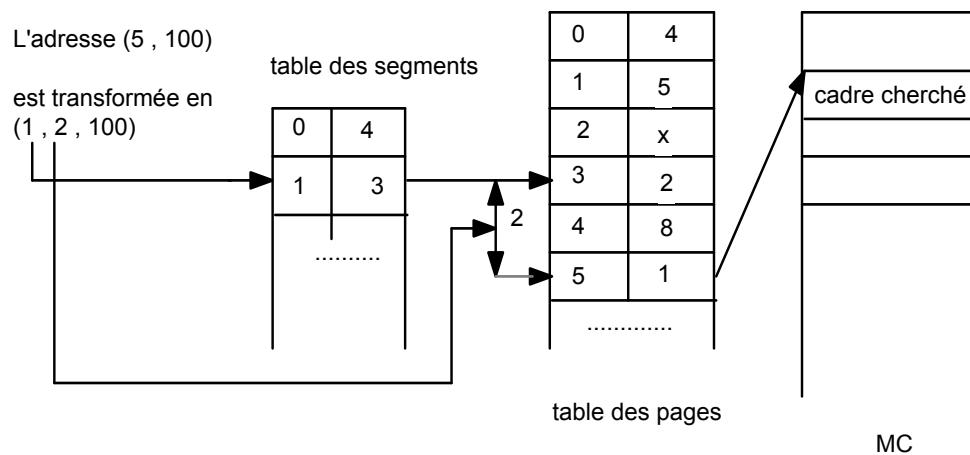 L'adresse (5 , 100)
est transformée en
(1 , 2 , 100)
table des segments
0 4
1 3
..........
2
0 4
1 5
2 x
3 2
4 8
5 1
.............
table des pages
cadre cherché
MC